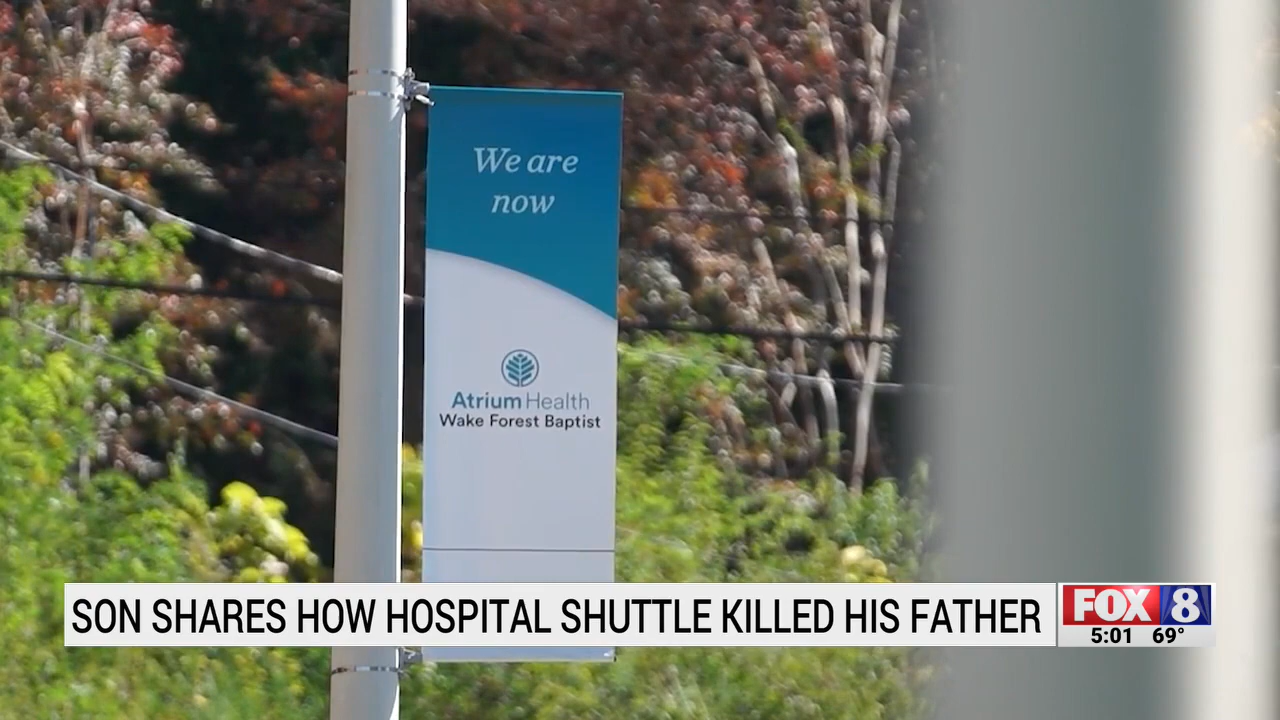 We are
now
Atrium Health
Wake Forest Baptist
SON SHARES HOW HOSPITAL SHUTTLE KILLED HIS FATHER
FOX 8
5:01 69°